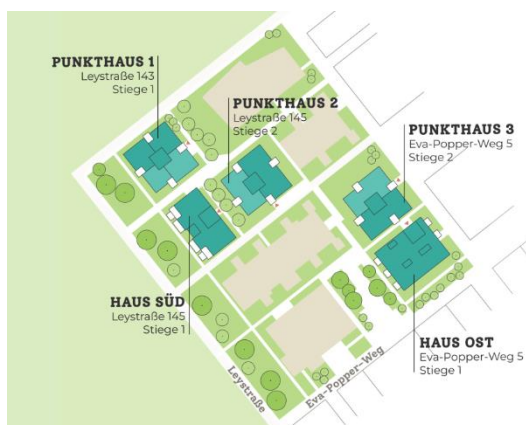 PUNKTHAUS 1
Leystraße 143
Stiege 1
PUNKTHAUS 2
Leystraße 145
Stiege 2
PUNKTHAUS 3
Eva-Popper-Weg 5
Stiege 2
HAUS SÜD
Leystraße 145
Stiege 1
HAUS OST
Eva-Popper-Weg 5
Stiege 1
Leystraße
Eva-Popper-Weg